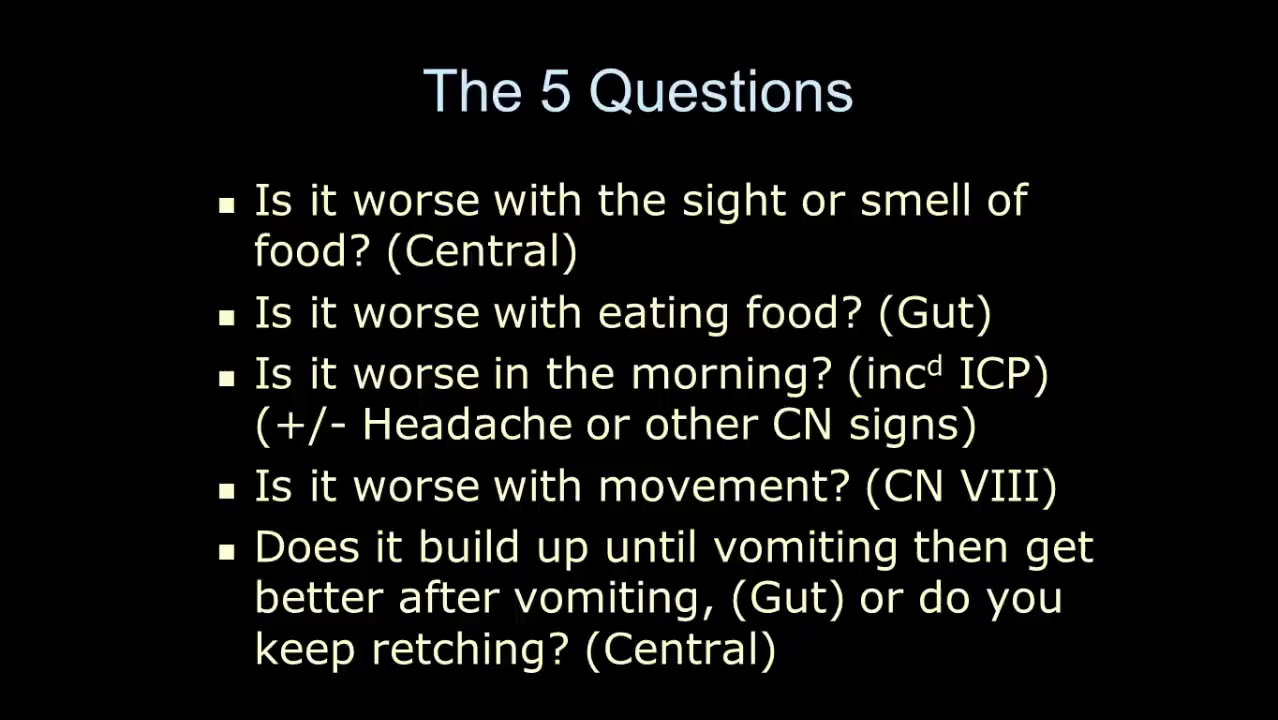 The 5 Questions
▪ Is it worse with the sight or smell of
food? (Central)
▪ Is it worse with eating food? (Gut)
▪ Is it worse in the morning? (incᵈ ICP)
(+/- Headache or other CN signs)
▪ Is it worse with movement? (CN VIII)
▪ Does it build up until vomiting then get
better after vomiting, (Gut) or do you
keep retching? (Central)